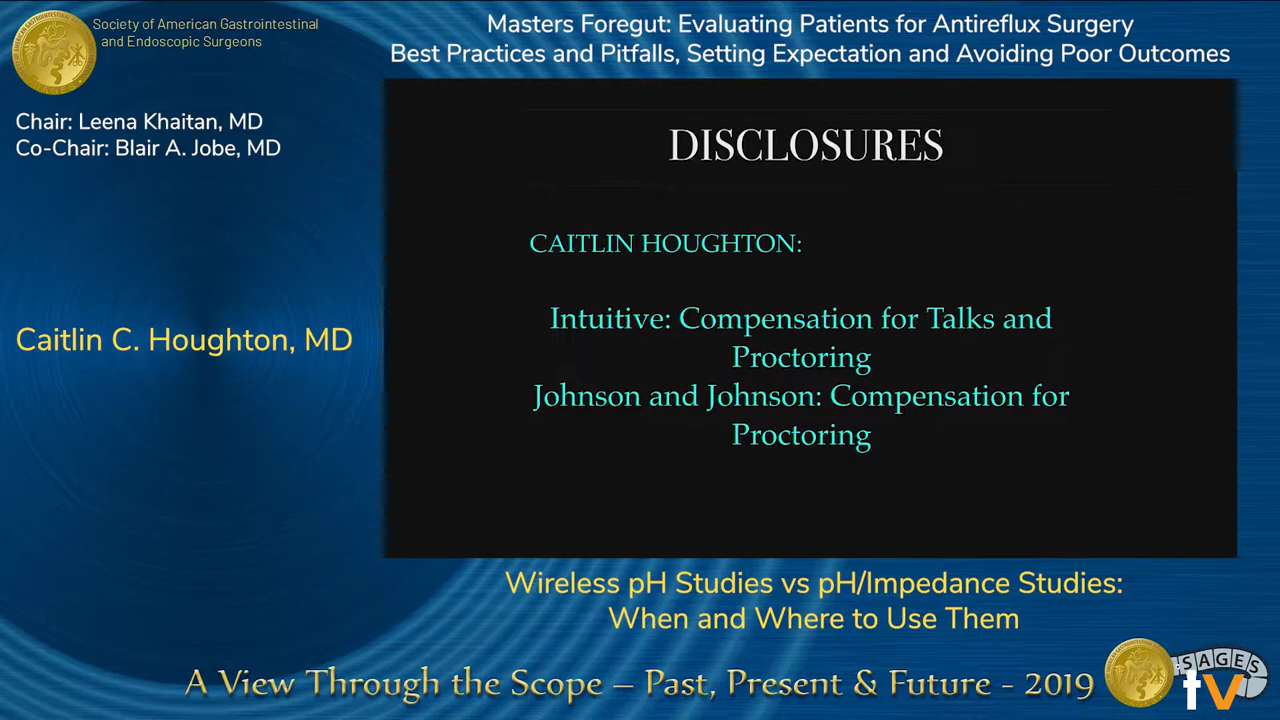 Society of American Gastrointestinal
and Endoscopic Surgeons
Masters Foregut: Evaluating Patients for Antireflux Surgery
Best Practices and Pitfalls, Setting Expectation and Avoiding Poor Outcomes
Chair: Leena Khaitan, MD
Co-Chair: Blair A. Jobe, MD
Caitlin C. Houghton, MD
DISCLOSURES
CAITLIN HOUGHTON:
Intuitive: Compensation for Talks and
Proctoring
Johnson and Johnson: Compensation for
Proctoring
Wireless pH Studies vs pH/Impedance Studies:
When and Where to Use Them
A View Through the Scope – Past, Present & Future - 2019
SAGES
tv